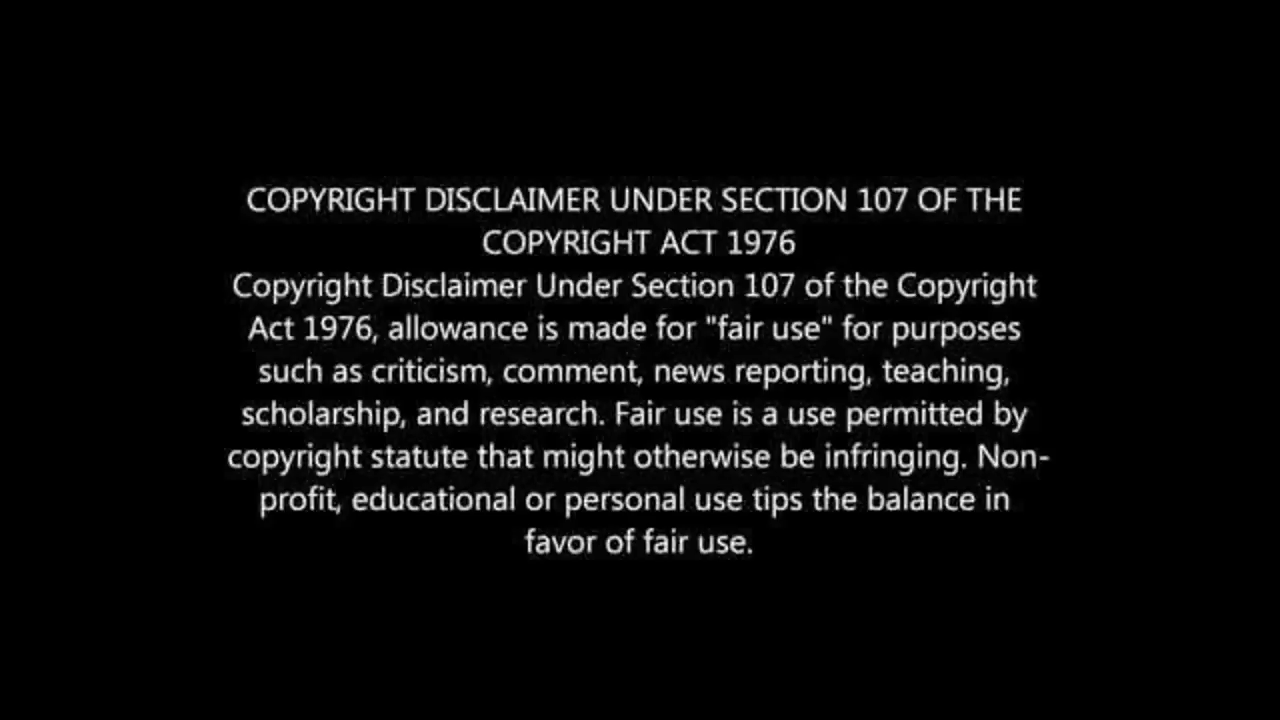 COPYRIGHT DISCLAIMER UNDER SECTION 107 OF THE
COPYRIGHT ACT 1976
Copyright Disclaimer Under Section 107 of the Copyright
Act 1976, allowance is made for "fair use" for purposes
such as criticism, comment, news reporting, teaching,
scholarship, and research. Fair use is a use permitted by
copyright statute that might otherwise be infringing. Non-
profit, educational or personal use tips the balance in
favor of fair use.